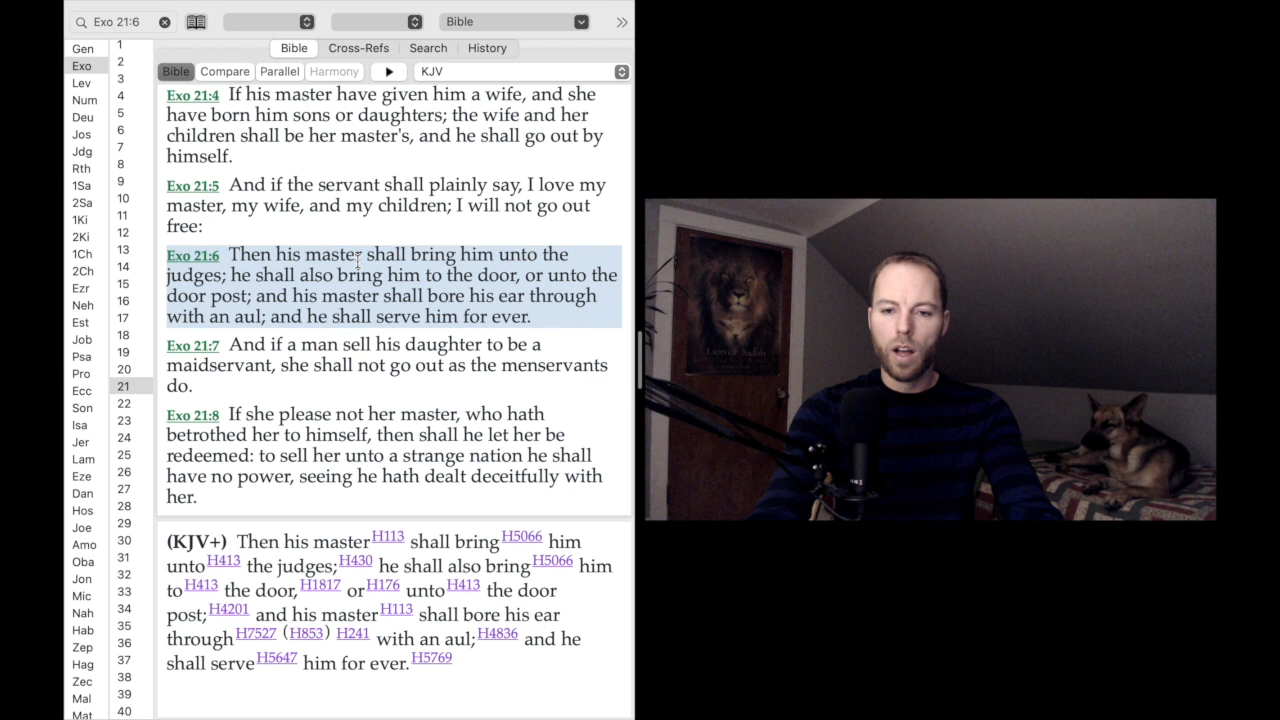 Exo 21:6
Bible
Bible Cross-Refs Search History
Bible Compare Parallel Harmony KJV
Gen
Exo
Lev
Num
Deu
Jos
Jdg
Rth
1Sa
2Sa
1Ki
2Ki
1Ch
2Ch
Ezr
Neh
Est
Job
Psa
Pro
Ecc
Son
Isa
Jer
Lam
Eze
Dan
Hos
Joe
Amo
Oba
Jon
Mic
Nah
Hab
Zep
Hag
Zec
Mal
Mat
1
2
3
4
5
6
7
8
9
10
11
12
13
14
15
16
17
18
19
20
21
22
23
24
25
26
27
28
29
30
31
32
33
34
35
36
37
38
39
40
Exo 21:4 If his master have given him a wife, and she
have born him sons or daughters; the wife and her
children shall be her master's, and he shall go out by
himself.
Exo 21:5 And if the servant shall plainly say, I love my
master, my wife, and my children; I will not go out
free:
Exo 21:6 Then his master shall bring him unto the
judges; he shall also bring him to the door, or unto the
door post; and his master shall bore his ear through
with an aul; and he shall serve him for ever.
Exo 21:7 And if a man sell his daughter to be a
maidservant, she shall not go out as the menservants
do.
Exo 21:8 If she please not her master, who hath
betrothed her to himself, then shall he let her be
redeemed: to sell her unto a strange nation he shall
have no power, seeing he hath dealt deceitfully with
her.
(KJV+) Then his master H113 shall bring H5066 him
unto H413 the judges; H430 he shall also bring H5066 him
to H413 the door, H1817 or H176 unto H413 the door
post; H4201 and his master H113 shall bore his ear
through H7527 (H853) H241 with an aul; H4836 and he
shall serve H5647 him for ever. H5769
Lion of Judah